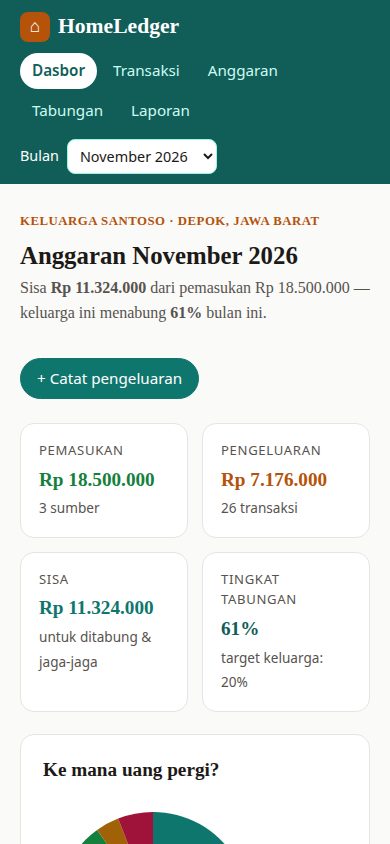 HomeLedger
Dasbor Transaksi Anggaran
Tabungan Laporan
Bulan November 2026
KELUARGA SANTOSO · DEPOK, JAWA BARAT
Anggaran November 2026
Sisa Rp 11.324.000 dari pemasukan Rp 18.500.000 —
keluarga ini menabung 61% bulan ini.
+ Catat pengeluaran
PEMASUKAN
Rp 18.500.000
3 sumber
PENGELUARAN
Rp 7.176.000
26 transaksi
SISA
Rp 11.324.000
untuk ditabung &
jaga-jaga
TINGKAT
TABUNGAN
61%
target keluarga:
20%
Ke mana uang pergi?